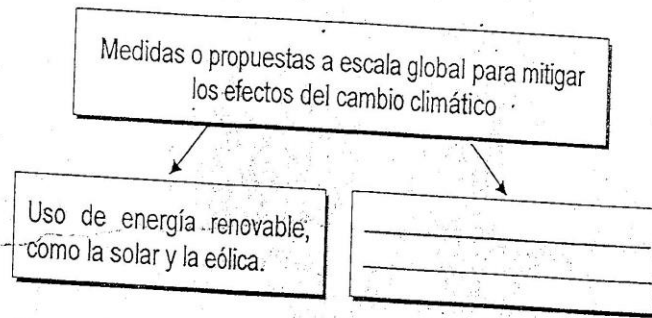 Medidas o propuestas a escala global para mitigar
los efectos del cambio climático
Uso de energía renovable,
como la solar y la eólica.